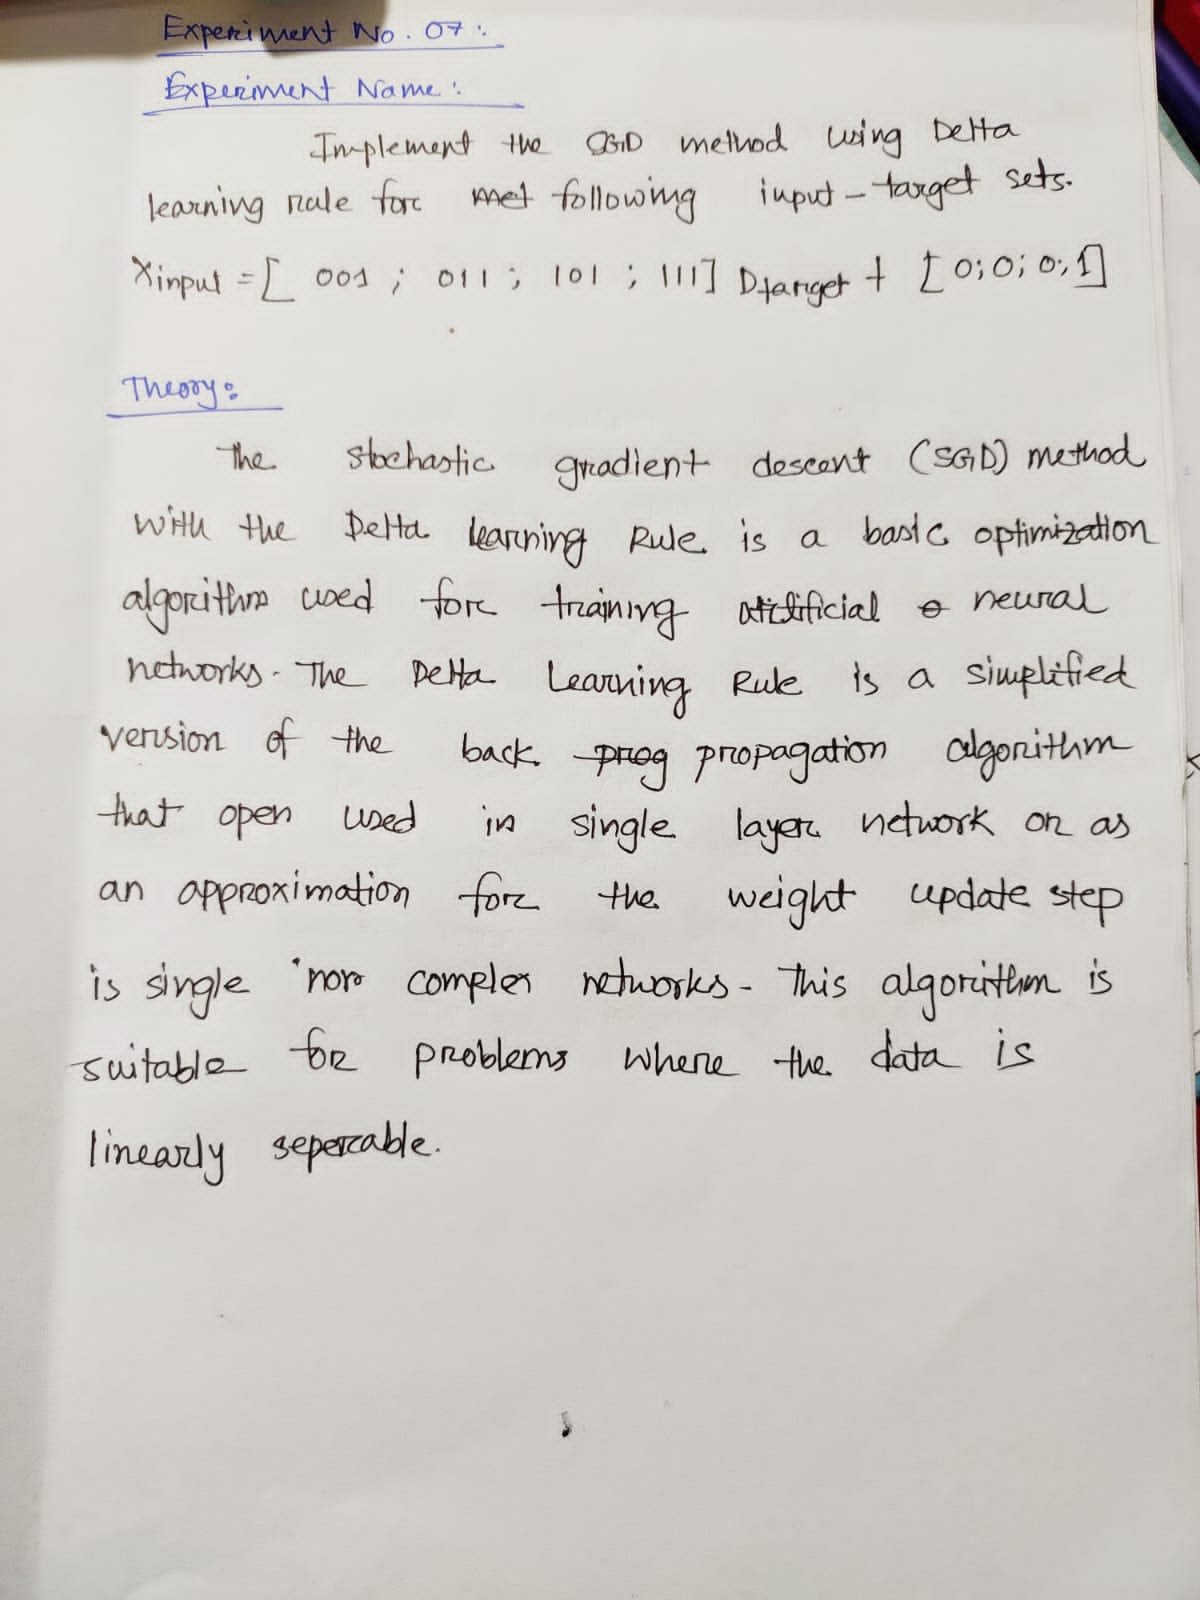 Experiment No. 07:
Experiment Name:
Implement the SGD method using Delta
learning rule for met following input-target sets.
Xinput = [ 001 ; 011 ; 101 ; 111] Dtarget + [0; 0; 0; 1]
Theory:
The stochastic gradient descent (SGD) method
with the Delta Learning Rule is a basic optimization
algorithm used for training artificial neural
networks. The Delta Learning Rule is a simplified
version of the back prog propagation algorithm
that open used in single layer network or as
an approximation for the weight update step
is single networks. This algorithm is
suitable for problems where the data is
linearly seperable.